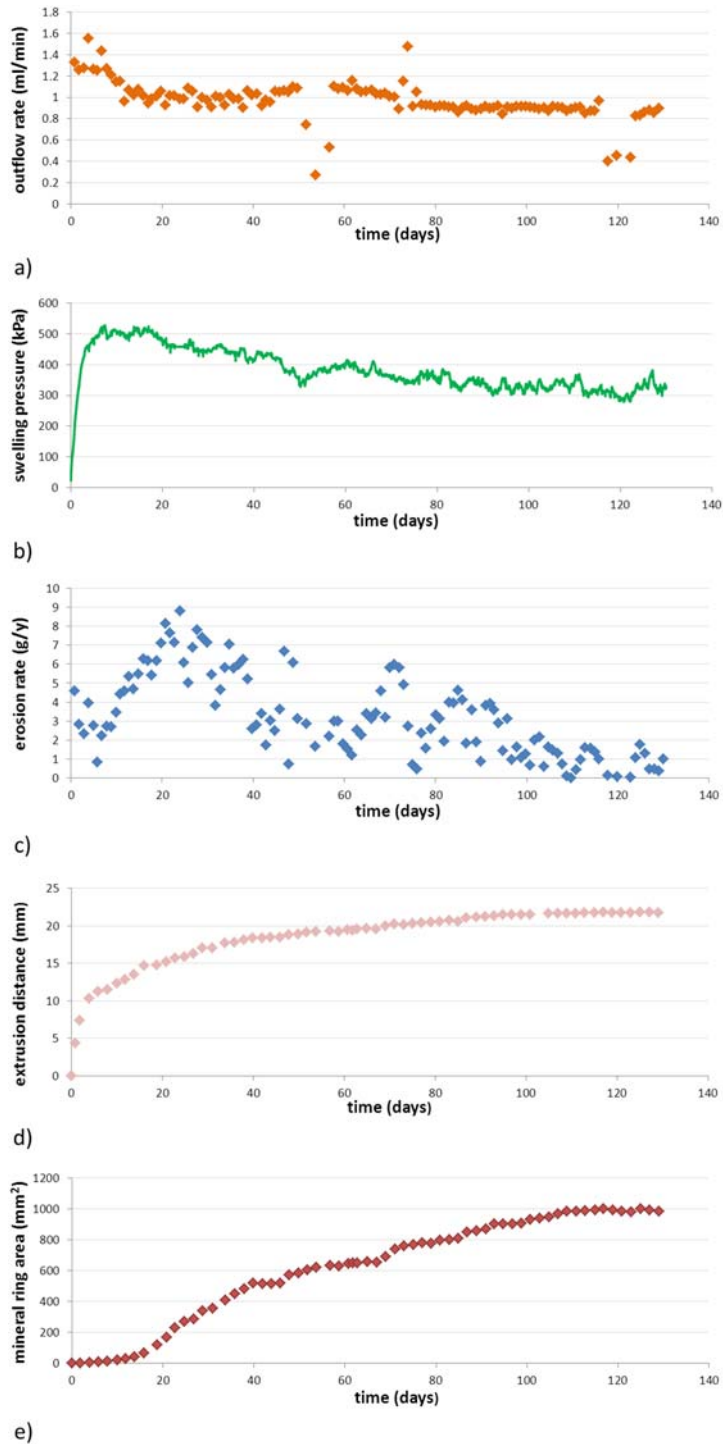 outflow rate (ml/min)
1.8
1.6
1.4
1.2
1
0.8
0.6
0.4
0.2
0
0 20 40 60 80 100 120 140
time (days)
a)
swelling pressure (kPa)
600
500
400
300
200
100
0
0 20 40 60 80 100 120 140
time (days)
b)
erosion rate (g/y)
10
9
8
7
6
5
4
3
2
1
0
0 20 40 60 80 100 120 140
time (days)
c)
extrusion distance (mm)
25
20
15
10
5
0
0 20 40 60 80 100 120 140
time (days)
d)
mineral ring area (mm²)
1200
1000
800
600
400
200
0
0 20 40 60 80 100 120 140
time (days)
e)